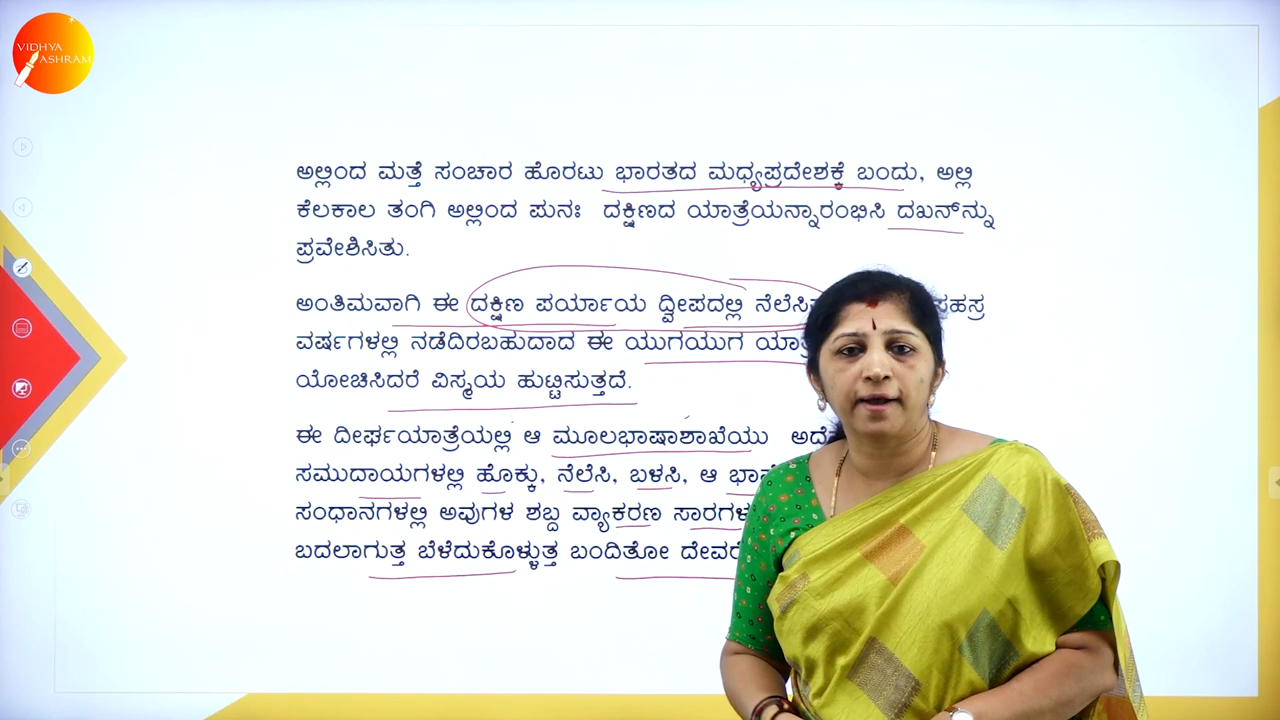 VIDHYA
ASHRAM
ಅಲ್ಲಿಂದ ಮತ್ತೆ ಸಂಚಾರ ಹೊರಟು ಭಾರತದ ಮಧ್ಯಪ್ರದೇಶಕ್ಕೆ ಬಂದು, ಅಲ್ಲಿ
ಕೆಲಕಾಲ ತಂಗಿ ಅಲ್ಲಿಂದ ಪುನಃ ದಕ್ಷಿಣದ ಯಾತ್ರೆಯನ್ನಾರಂಭಿಸಿ ದಖನ್‌ನ್ನು
ಪ್ರವೇಶಿಸಿತು.
ಅಂತಿಮವಾಗಿ ಈ ದಕ್ಷಿಣ ಪರ್ಯಾಯ ದ್ವೀಪದಲ್ಲಿ ನೆಲೆಸಿ ಸಹಸ್ರ
ವರ್ಷಗಳಲ್ಲಿ ನಡೆದಿರಬಹುದಾದ ಈ ಯುಗಯುಗ
ಯೋಚಿಸಿದರೆ ವಿಸ್ಮಯ ಹುಟ್ಟಿಸುತ್ತದೆ.
ಈ ದೀರ್ಘಯಾತ್ರೆಯಲ್ಲಿ ಆ ಮೂಲಭಾಷಾಶಾಖೆಯು
ಸಮುದಾಯಗಳಲ್ಲಿ ಹೊಕ್ಕು, ನೆಲೆಸಿ, ಬಳಸಿ, ಆ
ಸಂಧಾನಗಳಲ್ಲಿ ಅವುಗಳ ಶಬ್ದ ವ್ಯಾಕರಣ ಸಾರಗಳ
ಬದಲಾಗುತ್ತ ಬೆಳೆದುಕೊಳ್ಳುತ್ತ ಬಂದಿತೋ